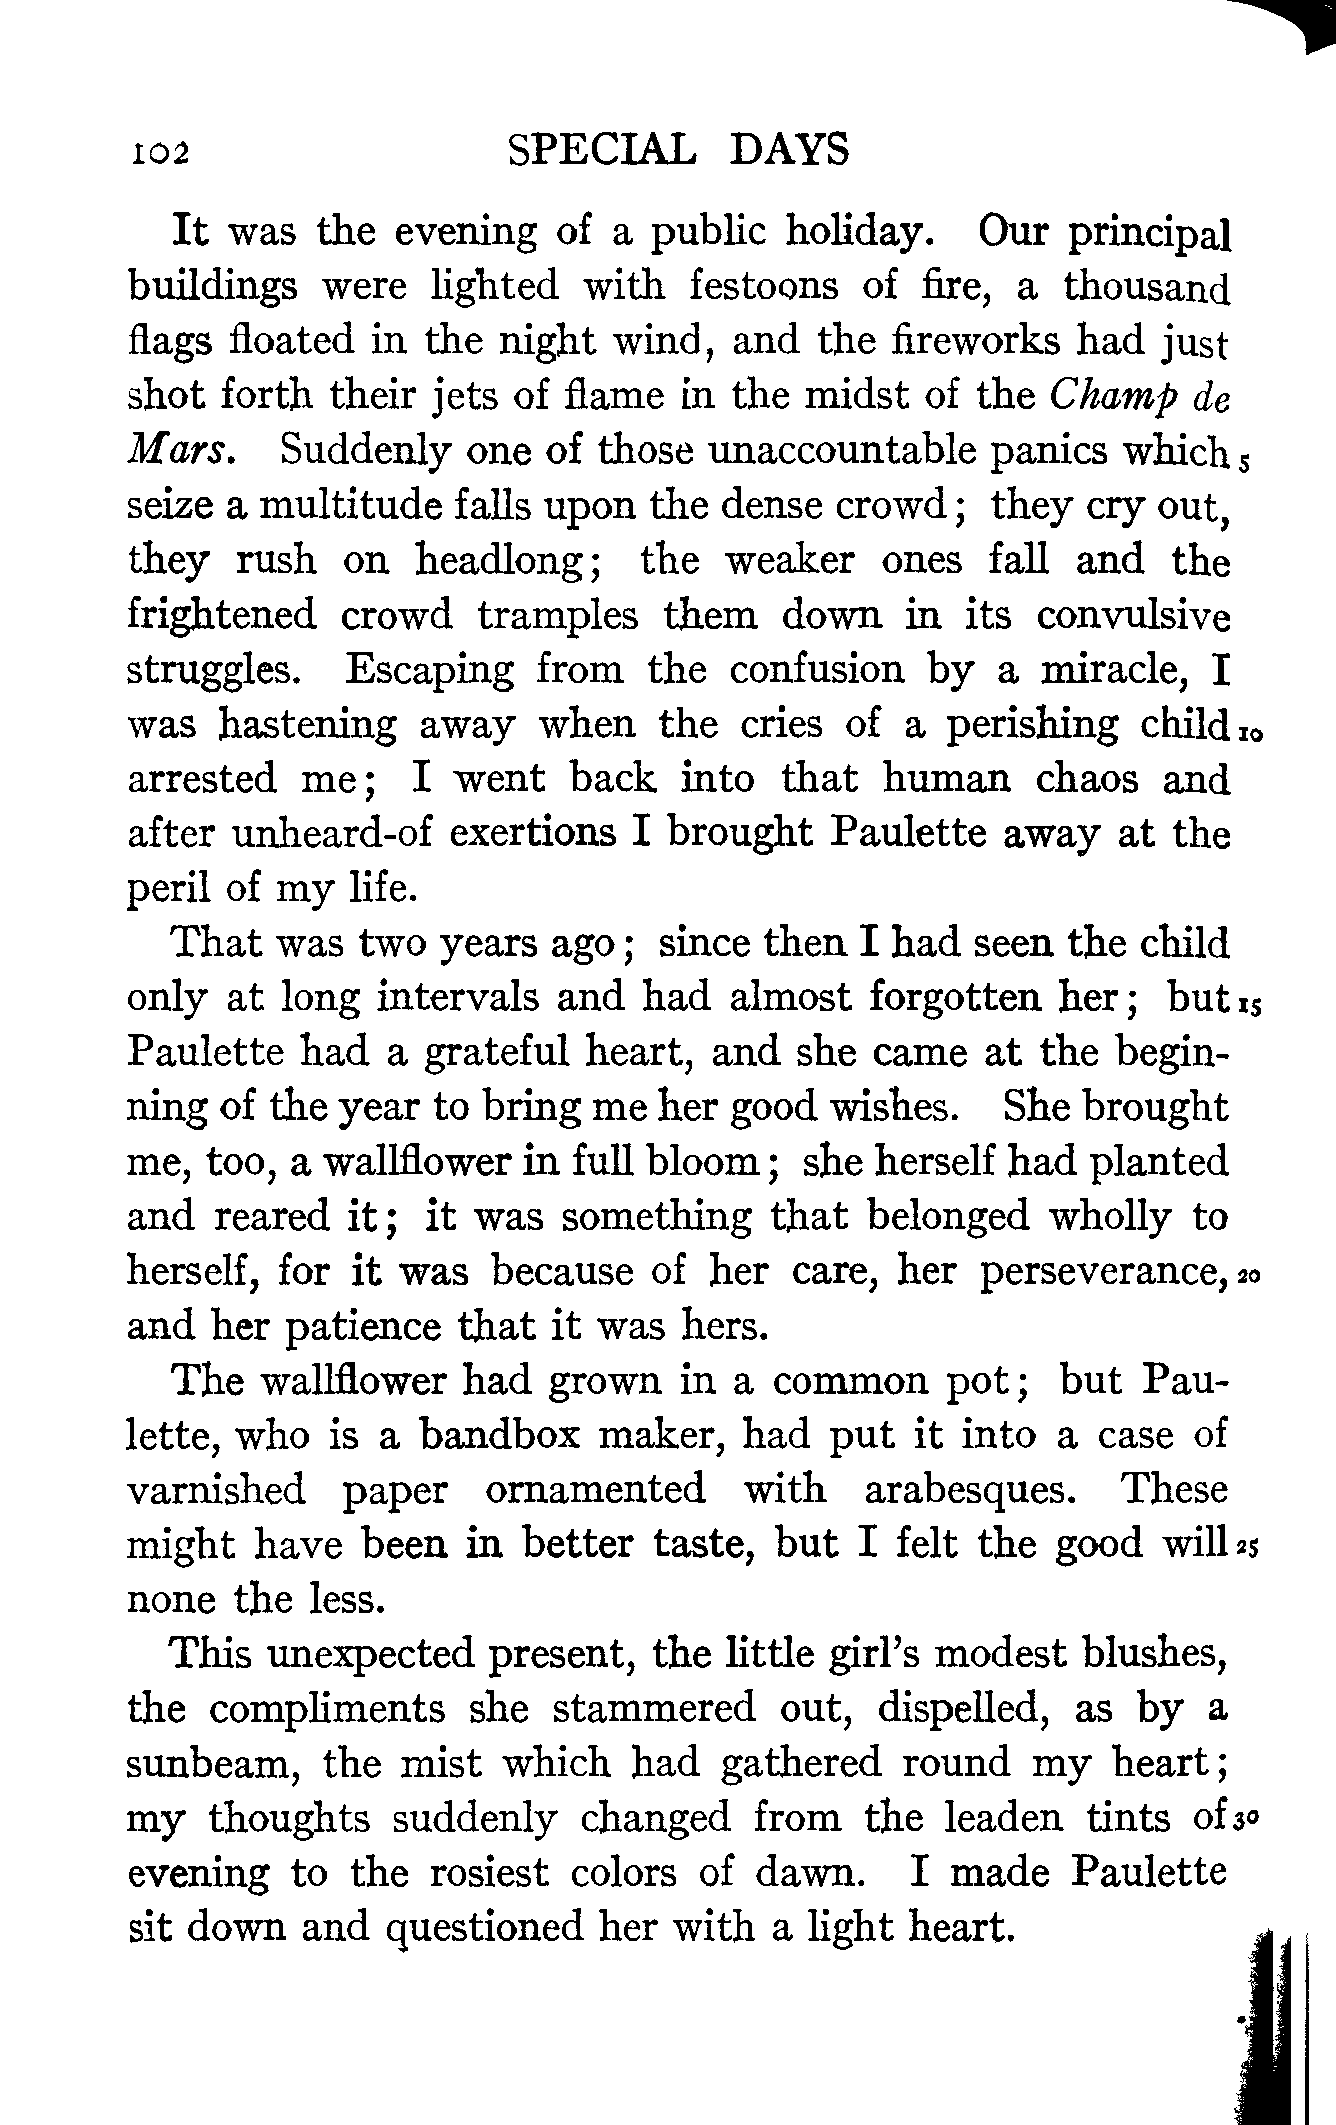 102 SPECIAL DAYS
It was the evening of a public holiday. Our principal
buildings were lighted with festoons of fire, a thousand
flags floated in the night wind, and the fireworks had just
shot forth their jets of flame in the midst of the Champ de
Mars. Suddenly one of those unaccountable panics which 5
seize a multitude falls upon the dense crowd; they cry out,
they rush on headlong; the weaker ones fall and the
frightened crowd tramples them down in its convulsive
struggles. Escaping from the confusion by a miracle, I
was hastening away when the cries of a perishing child 10
arrested me; I went back into that human chaos and
after unheard-of exertions I brought Paulette away at the
peril of my life.
That was two years ago; since then I had seen the child
only at long intervals and had almost forgotten her; but 15
Paulette had a grateful heart, and she came at the begin-
ning of the year to bring me her good wishes. She brought
me, too, a wallflower in full bloom; she herself had planted
and reared it; it was something that belonged wholly to
herself, for it was because of her care, her perseverance, 20
and her patience that it was hers.
The wallflower had grown in a common pot; but Pau-
lette, who is a bandbox maker, had put it into a case of
varnished paper ornamented with arabesques. These
might have been in better taste, but I felt the good will 25
none the less.
This unexpected present, the little girl's modest blushes,
the compliments she stammered out, dispelled, as by a
sunbeam, the mist which had gathered round my heart;
my thoughts suddenly changed from the leaden tints of 30
evening to the rosiest colors of dawn. I made Paulette
sit down and questioned her with a light heart.